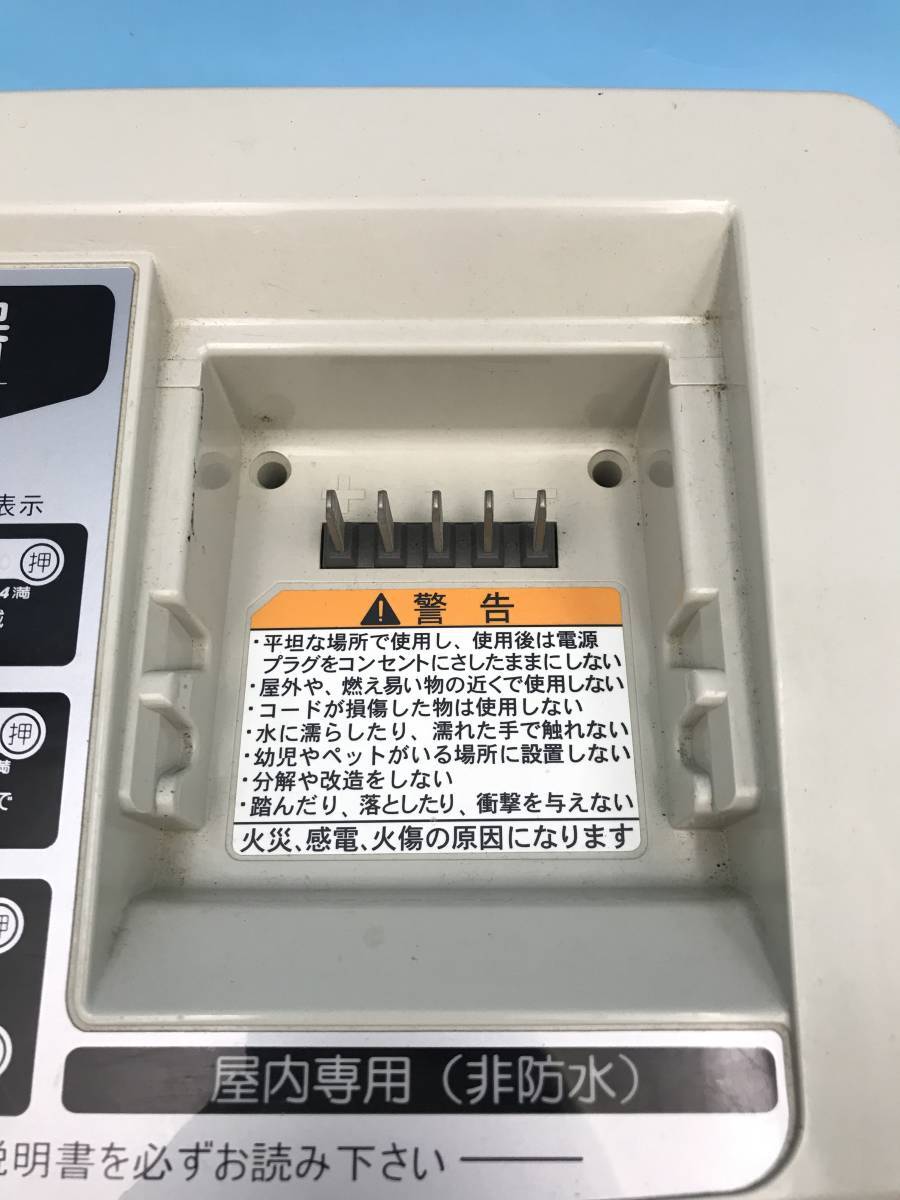 器
表示
押
4満
成
+
−
警 告
・平坦な場所で使用し、使用後は電源
プラグをコンセントにさしたままにしない
・屋外や、燃え易い物の近くで使用しない
・コードが損傷した物は使用しない
・水に濡らしたり、濡れた手で触れない
・幼児やペットがいる場所に設置しない
・分解や改造をしない
・踏んだり、落としたり、衝撃を与えない
火災、感電、火傷の原因になります
押
満
で
押
屋内専用（非防水）
説明書を必ずお読み下さい